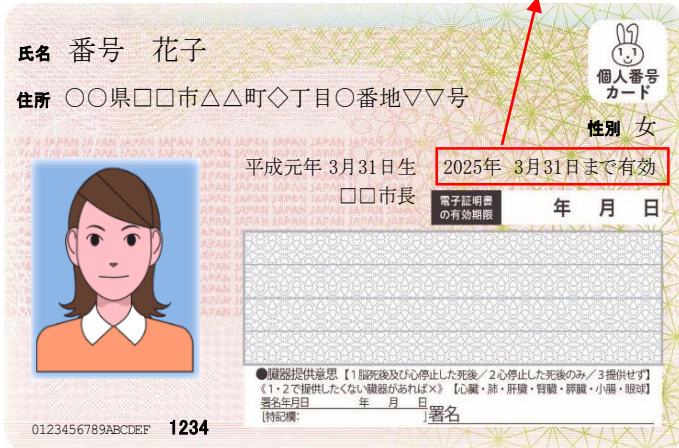 氏名 番号 花子
個人番号
カード
住所 ○○県□□市△△町◇丁目○番地▽▽号
性別 女
平成元年 3月31日生 2025年 3月31日まで有効
□□市長
電子証明書
の有効期限
年 月 日
●臓器提供意思【1脳死後及び心停止した死後/2心停止した死後のみ/3提供せず】
《1・2で提供したくない臓器があれば×》【心臓・肺・肝臓・腎臓・膵臓・小腸・眼球】
署名年月日 年 月 日
[特記欄: ]署名
0123456789ABCDEF 1234